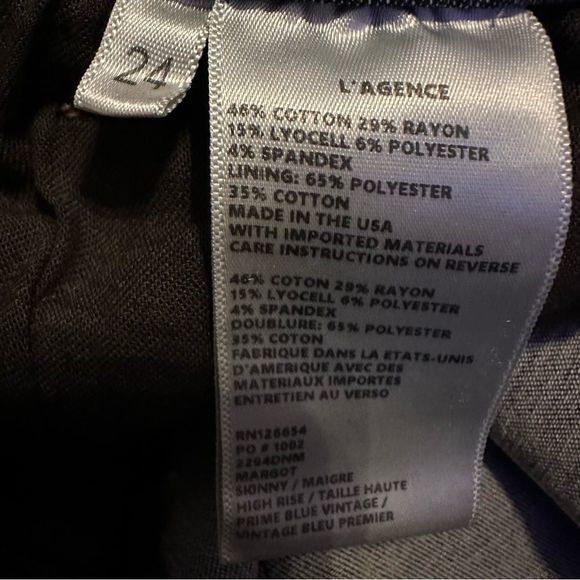 24
L'AGENCE
46% COTTON 29% RAYON
15% LYOCELL 6% POLYESTER
4% SPANDEX
LINING: 65% POLYESTER
35% COTTON
MADE IN THE USA
WITH IMPORTED MATERIALS
CARE INSTRUCTIONS ON REVERSE
46% COTON 29% RAYON
15% LYOCELL 6% POLYESTER
4% SPANDEX
DOUBLURE: 65% POLYESTER
35% COTON
FABRIQUE DANS LA ETATS-UNIS
D'AMERIQUE AVEC DES
MATERIAUX IMPORTES
ENTRETIEN AU VERSO
RN126654
PO # 1002
2294DNM
MARGOT
SKINNY / MAIGRE
HIGH RISE / TAILLE HAUTE
PRIME BLUE VINTAGE /
VINTAGE BLEU PREMIER